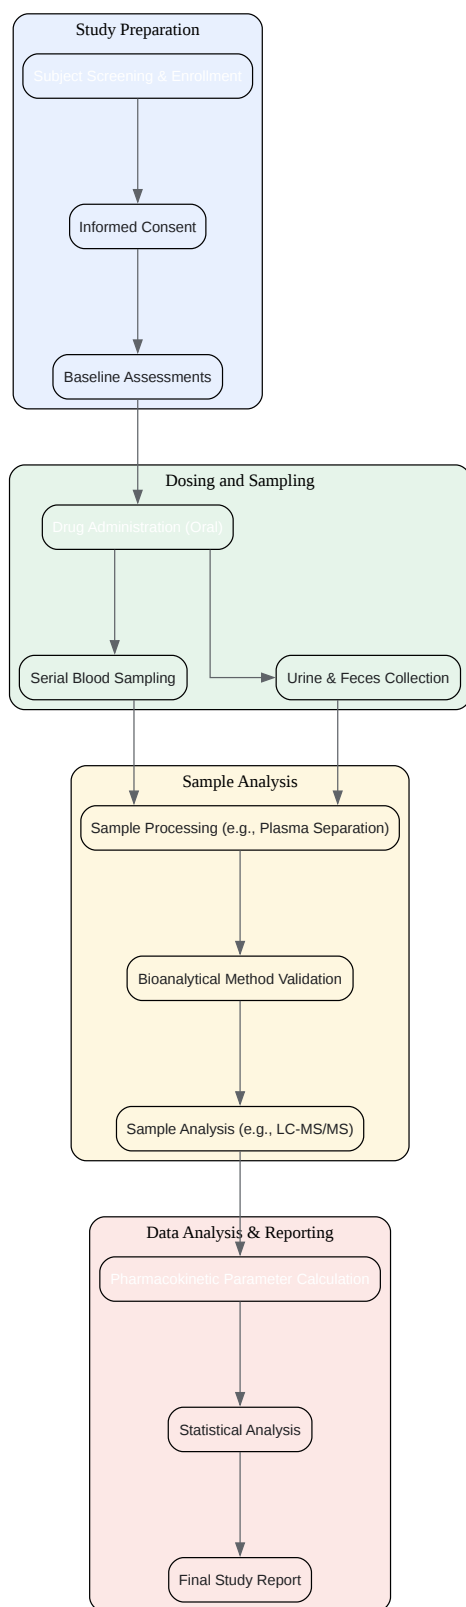 Study Preparation
Subject Screening & Enrollment
Informed Consent
Baseline Assessments
Dosing and Sampling
Drug Administration (Oral)
Serial Blood Sampling
Urine & Feces Collection
Sample Analysis
Sample Processing (e.g., Plasma Separation)
Bioanalytical Method Validation
Sample Analysis (e.g., LC-MS/MS)
Data Analysis & Reporting
Pharmacokinetic Parameter Calculation
Statistical Analysis
Final Study Report